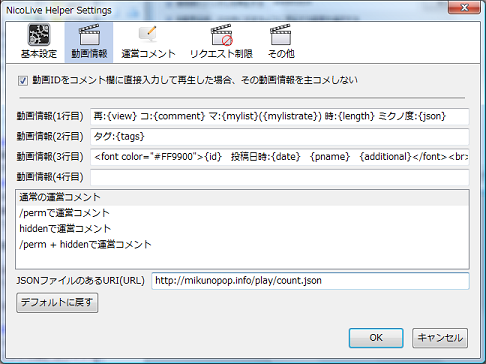 NicoLive Helper Settings
基本設定 動画情報 運営コメント リクエスト制限 その他
動画IDをコメント欄に直接入力して再生した場合、その動画情報を主コメしない
動画情報(1行目) 再:{view} コ:{comment} マ:{mylist}({mylistrate}) 時:{length} ミクノ度:{json}
動画情報(2行目) タグ:{tags}
動画情報(3行目) <font color="#FF9900">{id} 投稿日時:{date} {pname} {additional}</font><br>
動画情報(4行目)
通常の運営コメント
/permで運営コメント
hiddenで運営コメント
/perm + hiddenで運営コメント
JSONファイルのあるURI(URL) http://mikunopop.info/play/count.json
デフォルトに戻す
OK キャンセル